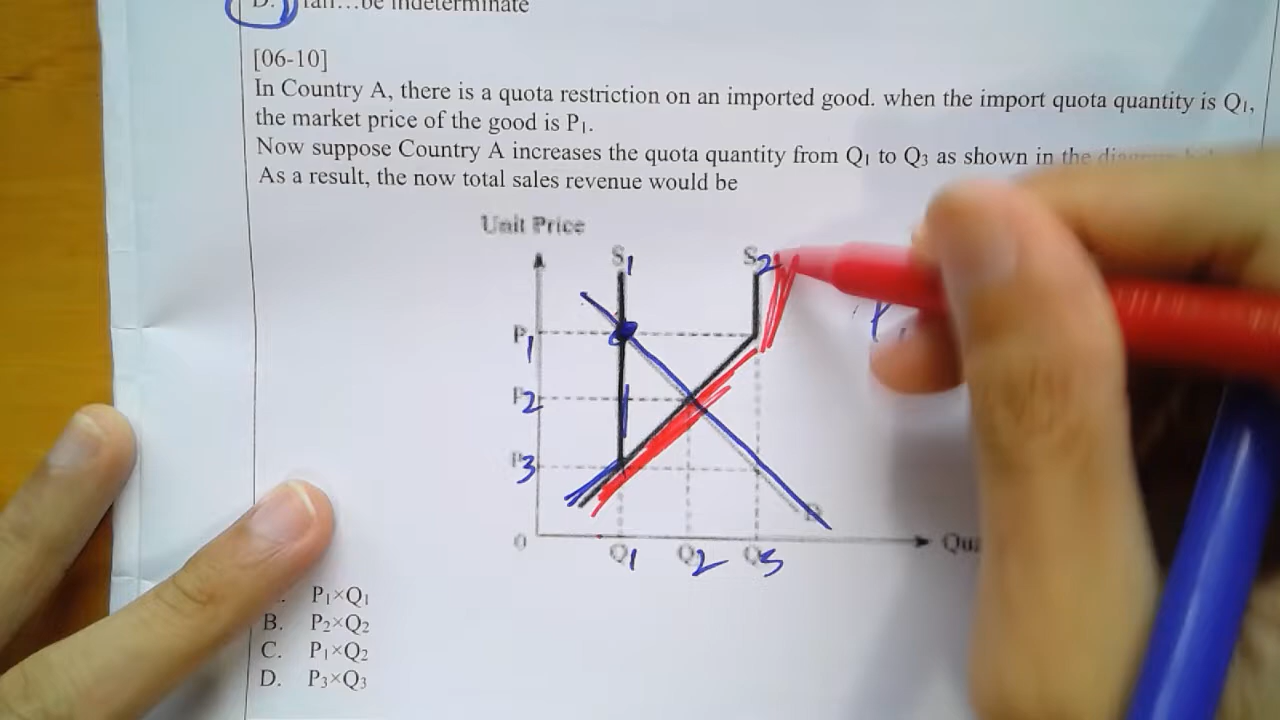 D. fall…be indeterminate
[06-10]
In Country A, there is a quota restriction on an imported good. when the import quota quantity is Q1,
the market price of the good is P1.
Now suppose Country A increases the quota quantity from Q1 to Q3 as shown in the
As a result, the now total sales revenue would be
Unit Price
S1 S2
P1
P2
P3
D
0 Q1 Q2
P1×Q1
B. P2×Q2
C. P1×Q2
D. P3×Q3